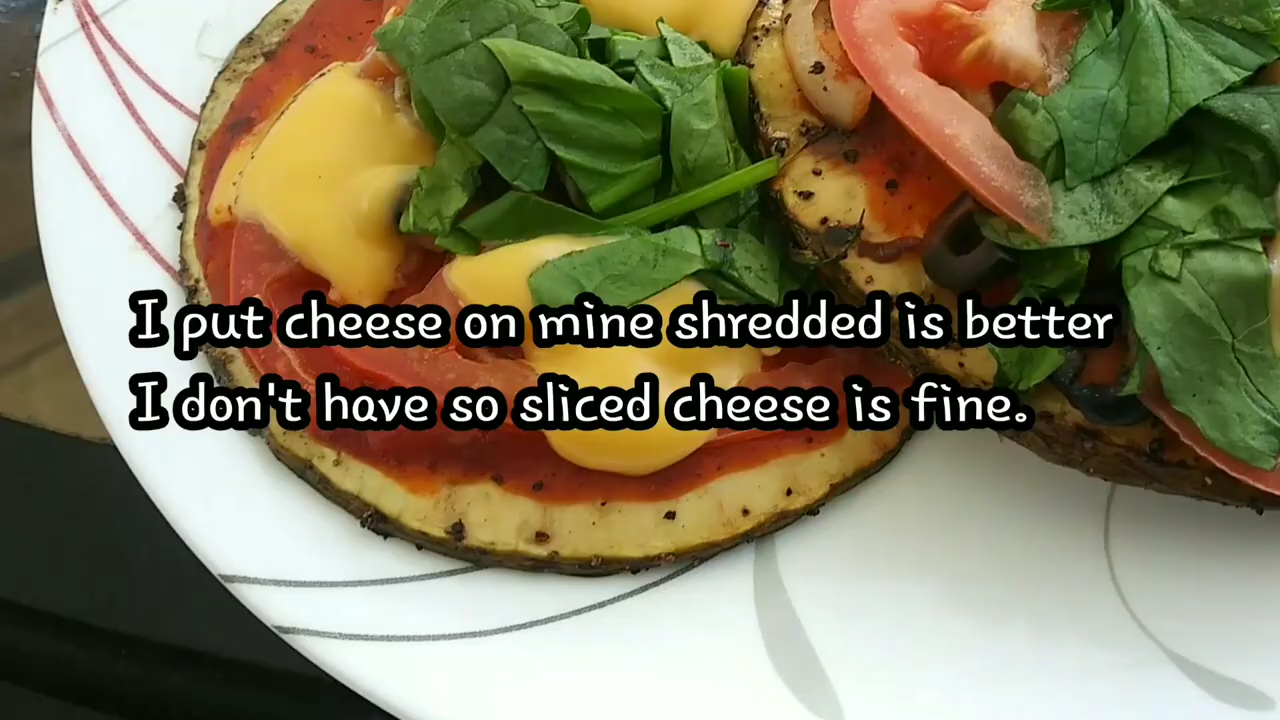 I put cheese on mine shredded is better
I don't have so sliced cheese is fine.